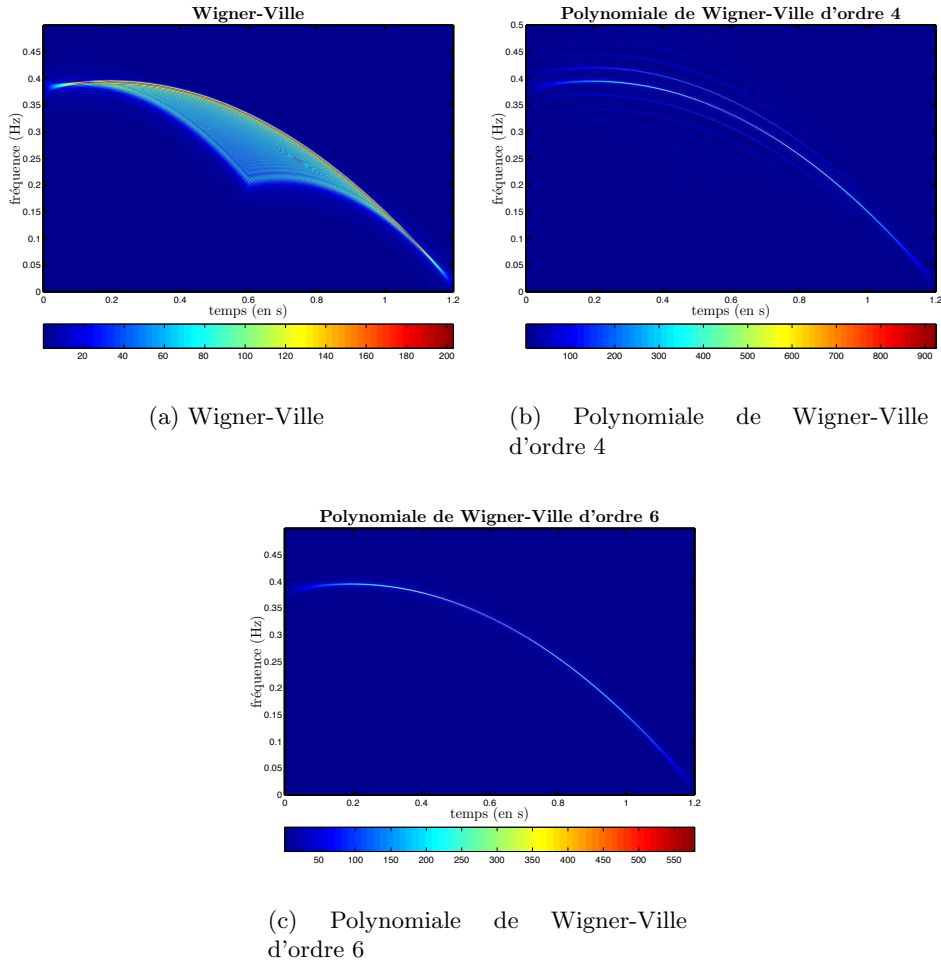 Wigner-Ville
fréquence (Hz)
0.45
0.4
0.35
0.3
0.25
0.2
0.15
0.1
0.05
0
0 0.2 0.4 0.6 0.8 1 1.2
temps (en s)
20 40 60 80 100 120 140 160 180 200
(a) Wigner-Ville
Polynomiale de Wigner-Ville d'ordre 4
fréquence (Hz)
0.5
0.45
0.4
0.35
0.3
0.25
0.2
0.15
0.1
0.05
0
0 0.2 0.4 0.6 0.8 1 1.2
temps (en s)
100 200 300 400 500 600 700 800 900
(b) Polynomiale de Wigner-Ville
d'ordre 4
Polynomiale de Wigner-Ville d'ordre 6
fréquence (Hz)
0.45
0.4
0.35
0.3
0.25
0.2
0.15
0.1
0.05
0
0 0.2 0.4 0.6 0.8 1 1.2
temps (en s)
50 100 150 200 250 300 350 400 450 500 550
(c) Polynomiale de Wigner-Ville
d'ordre 6